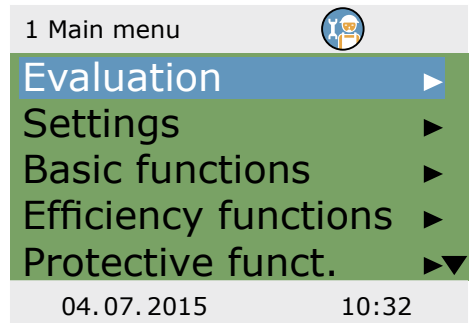 1 Main menu
Evaluation
Settings
Basic functions
Efficiency functions
Protective funct.
04.07.2015 10:32